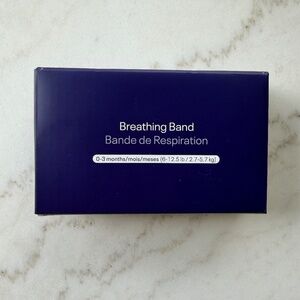 Breathing Band
Bande de Respiration
0-3 months/mois/meses (6-12.5 lb / 2.7-5.7 kg)